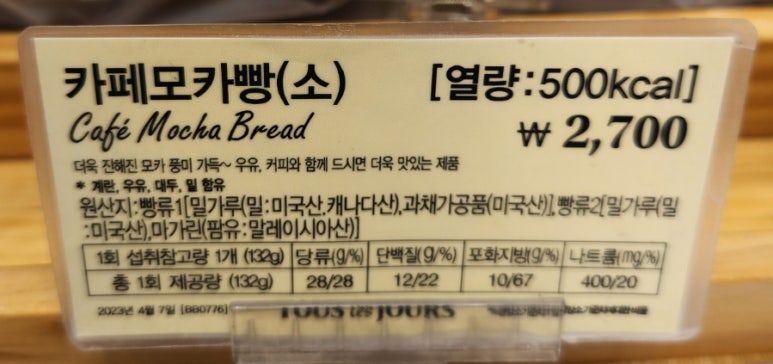 카페모카빵(소) [열량:500kcal]
Café Mocha Bread ₩ 2,700
더욱 진해진 모카 풍미 가득~ 우유, 커피와 함께 드시면 더욱 맛있는 제품
* 계란, 우유, 대두, 밀 함유
원산지:빵류1[밀가루(밀:미국산,캐나다산),과채가공품(미국산)],빵류2[밀가루(밀
:미국산),마가린(팜유:말레이시아산)]
1회 섭취참고량 1개 (132g) 당류(g/%) 단백질(g/%) 포화지방(g/%) 나트륨(mg/%)
총 1회 제공량 (132g) 28/28 12/22 10/67 400/20
2023년 4월 7일 [BB0776] TOUS les JOURS